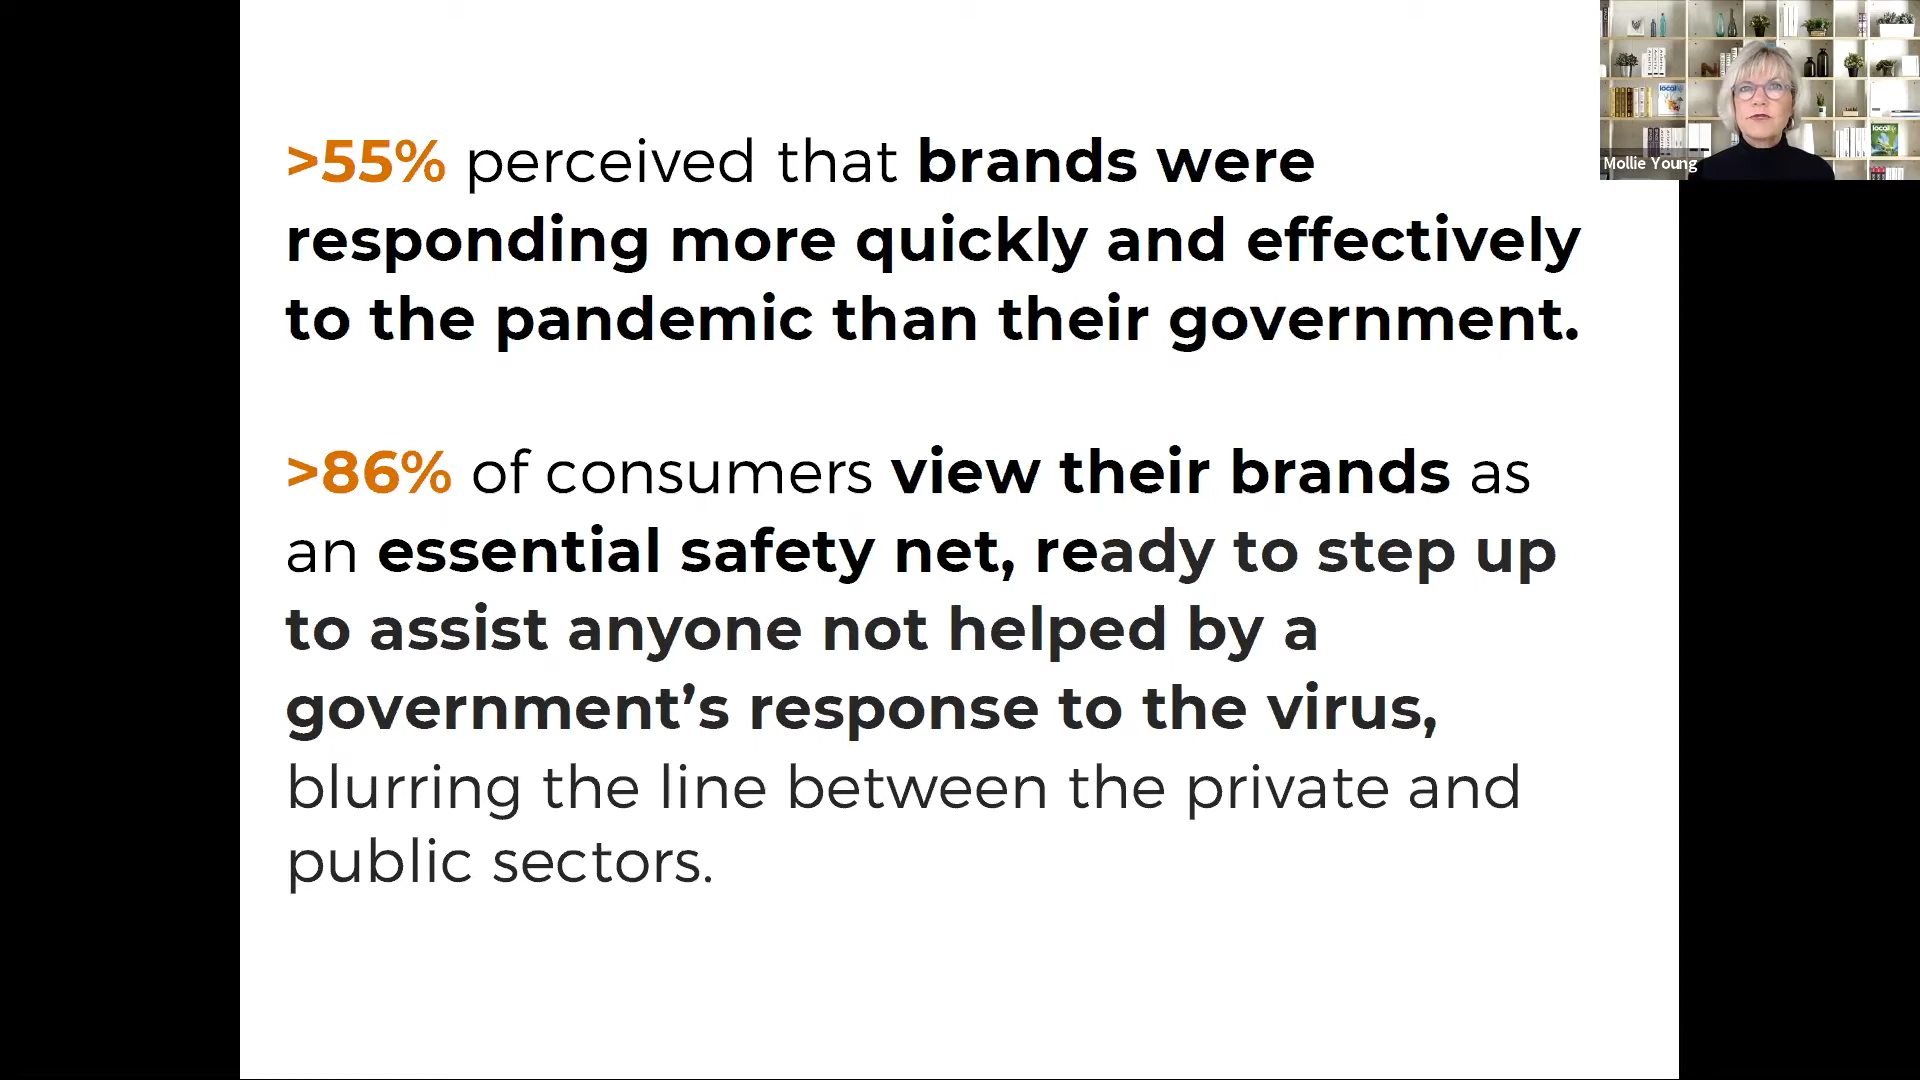 >55% perceived that brands were
responding more quickly and effectively
to the pandemic than their government.
>86% of consumers view their brands as
an essential safety net, ready to step up
to assist anyone not helped by a
government’s response to the virus,
blurring the line between the private and
public sectors.
local
local
Mollie Young